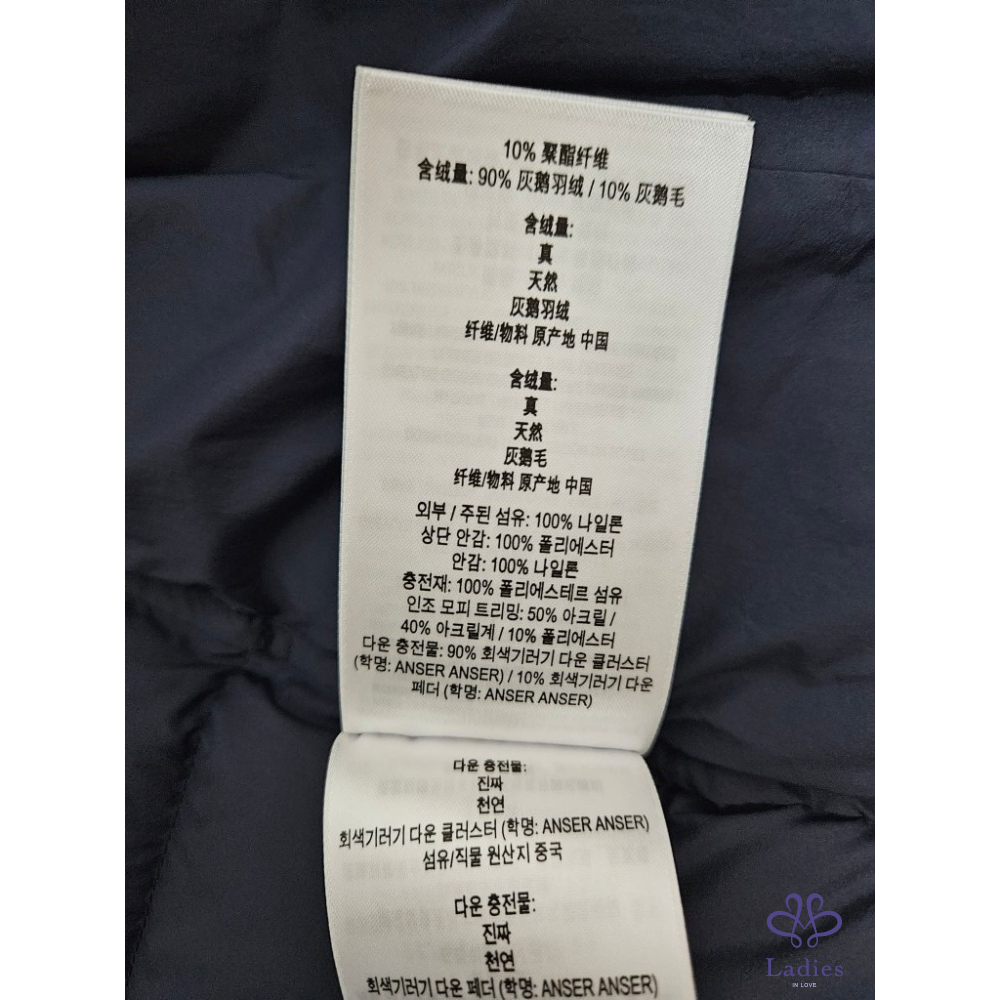 10% 聚酯纤维
含绒量: 90% 灰鹅羽绒 / 10% 灰鹅毛
含绒量:
真
天然
灰鹅羽绒
纤维/物料 原产地 中国
含绒量:
真
天然
灰鹅毛
纤维/物料 原产地 中国
외부 / 주된 섬유: 100% 나일론
상단 안감: 100% 폴리에스터
안감: 100% 나일론
충전재: 100% 폴리에스테르 섬유
인조 모피 트리밍: 50% 아크릴 /
40% 아크릴계 / 10% 폴리에스터
다운 충전물: 90% 회색기러기 다운 클러스터
(학명: ANSER ANSER) / 10% 회색기러기 다운
페더 (학명: ANSER ANSER)
다운 충전물:
진짜
천연
회색기러기 다운 클러스터 (학명: ANSER ANSER)
섬유/직물 원산지 중국
다운 충전물:
진짜
천연
회색기러기 다운 페더 (학명: ANSER ANSER)
Ladies
IN LOVE